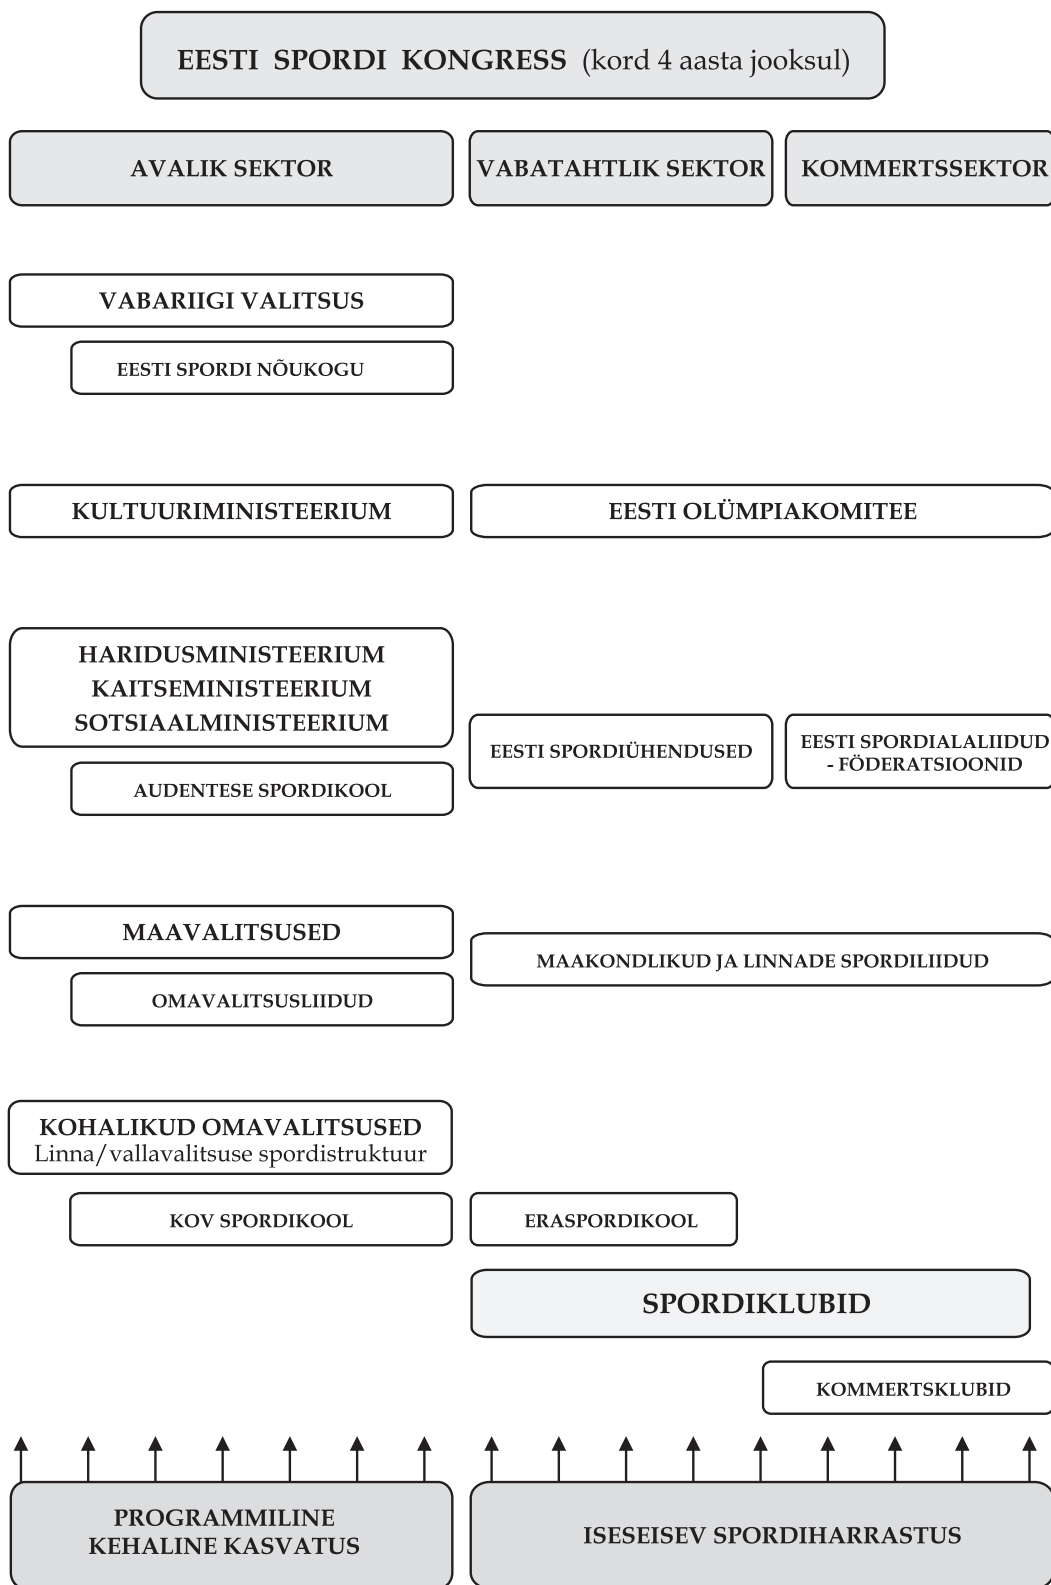 EESTI SPORDI KONGRESS (kord 4 aasta jooksul)
AVALIK SEKTOR
VABATAHTLIK SEKTOR
KOMMERTSSEKTOR
VABARIIGI VALITSUS
EESTI SPORDI NÕUKOGU
KULTUURIMINISTEERIUM
EESTI OLÜMPIAKOMITEE
HARIDUSMINISTEERIUM
KAITSEMINISTEERIUM
SOTSIAALMINISTEERIUM
AUDENTESE SPORDIKOOL
EESTI SPORDIÜHENDUSED
EESTI SPORDIALALIIDUD
- FÖDERATSIOONID
MAAVALITSUSED
OMAVALITSUSLIIDUD
MAAKONDLIKUD JA LINNADE SPORDILIIDUD
KOHALIKUD OMAVALITSUSED
Linna/vallavalitsuse spordistruktuur
KOV SPORDIKOOL
ERASPORDIKOOL
SPORDIKLUBID
KOMMERTSKLUBID
PROGRAMMILINE
KEHALINE KASVATUS
ISESEISEV SPORDIHARRASTUS